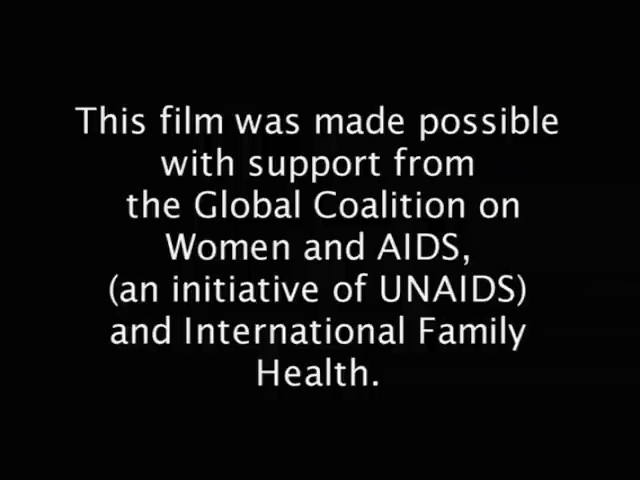 This film was made possible
with support from
the Global Coalition on
Women and AIDS,
(an initiative of UNAIDS)
and International Family
Health.